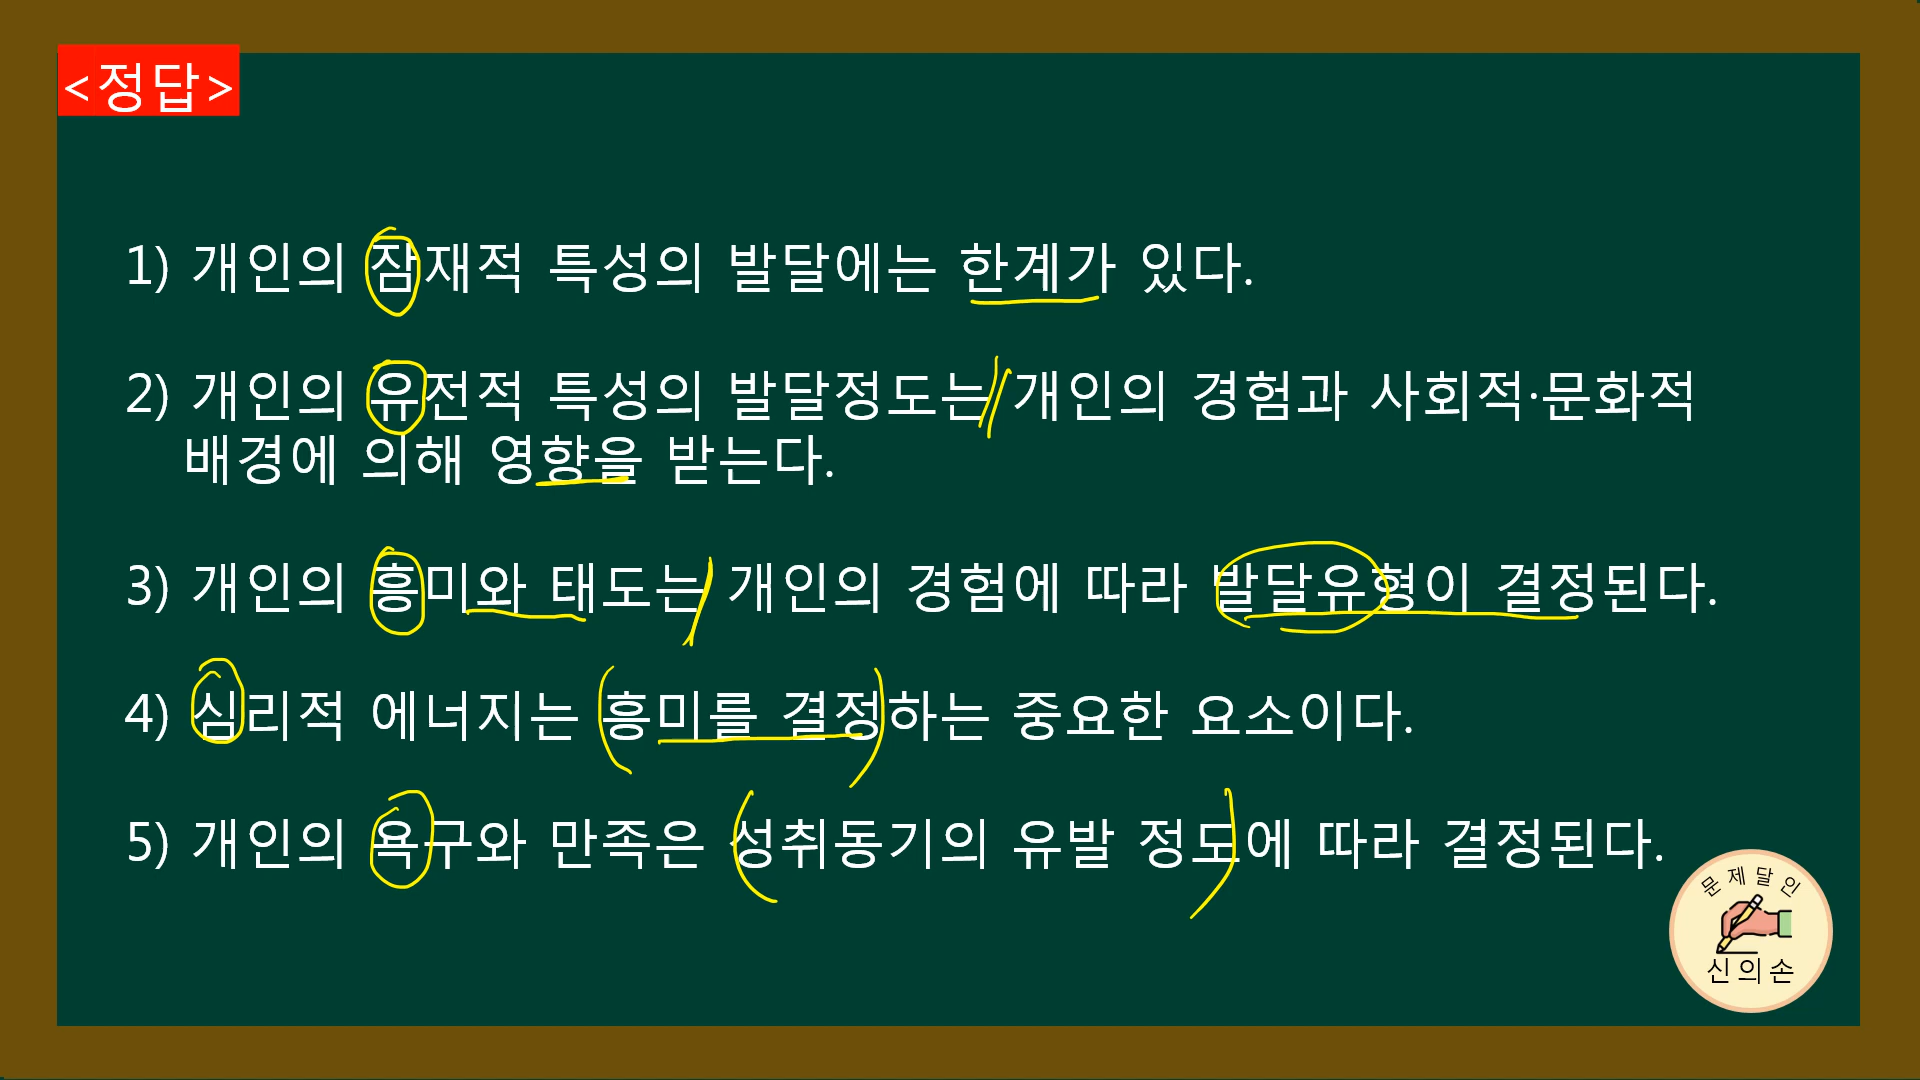 <정답>
1) 개인의 잠재적 특성의 발달에는 한계가 있다.
2) 개인의 유전적 특성의 발달정도는 개인의 경험과 사회적·문화적
배경에 의해 영향을 받는다.
3) 개인의 흥미와 태도는 개인의 경험에 따라 발달유형이 결정된다.
4) 심리적 에너지는 흥미를 결정하는 중요한 요소이다.
5) 개인의 욕구와 만족은 성취동기의 유발 정도에 따라 결정된다.
문제달인
신의손